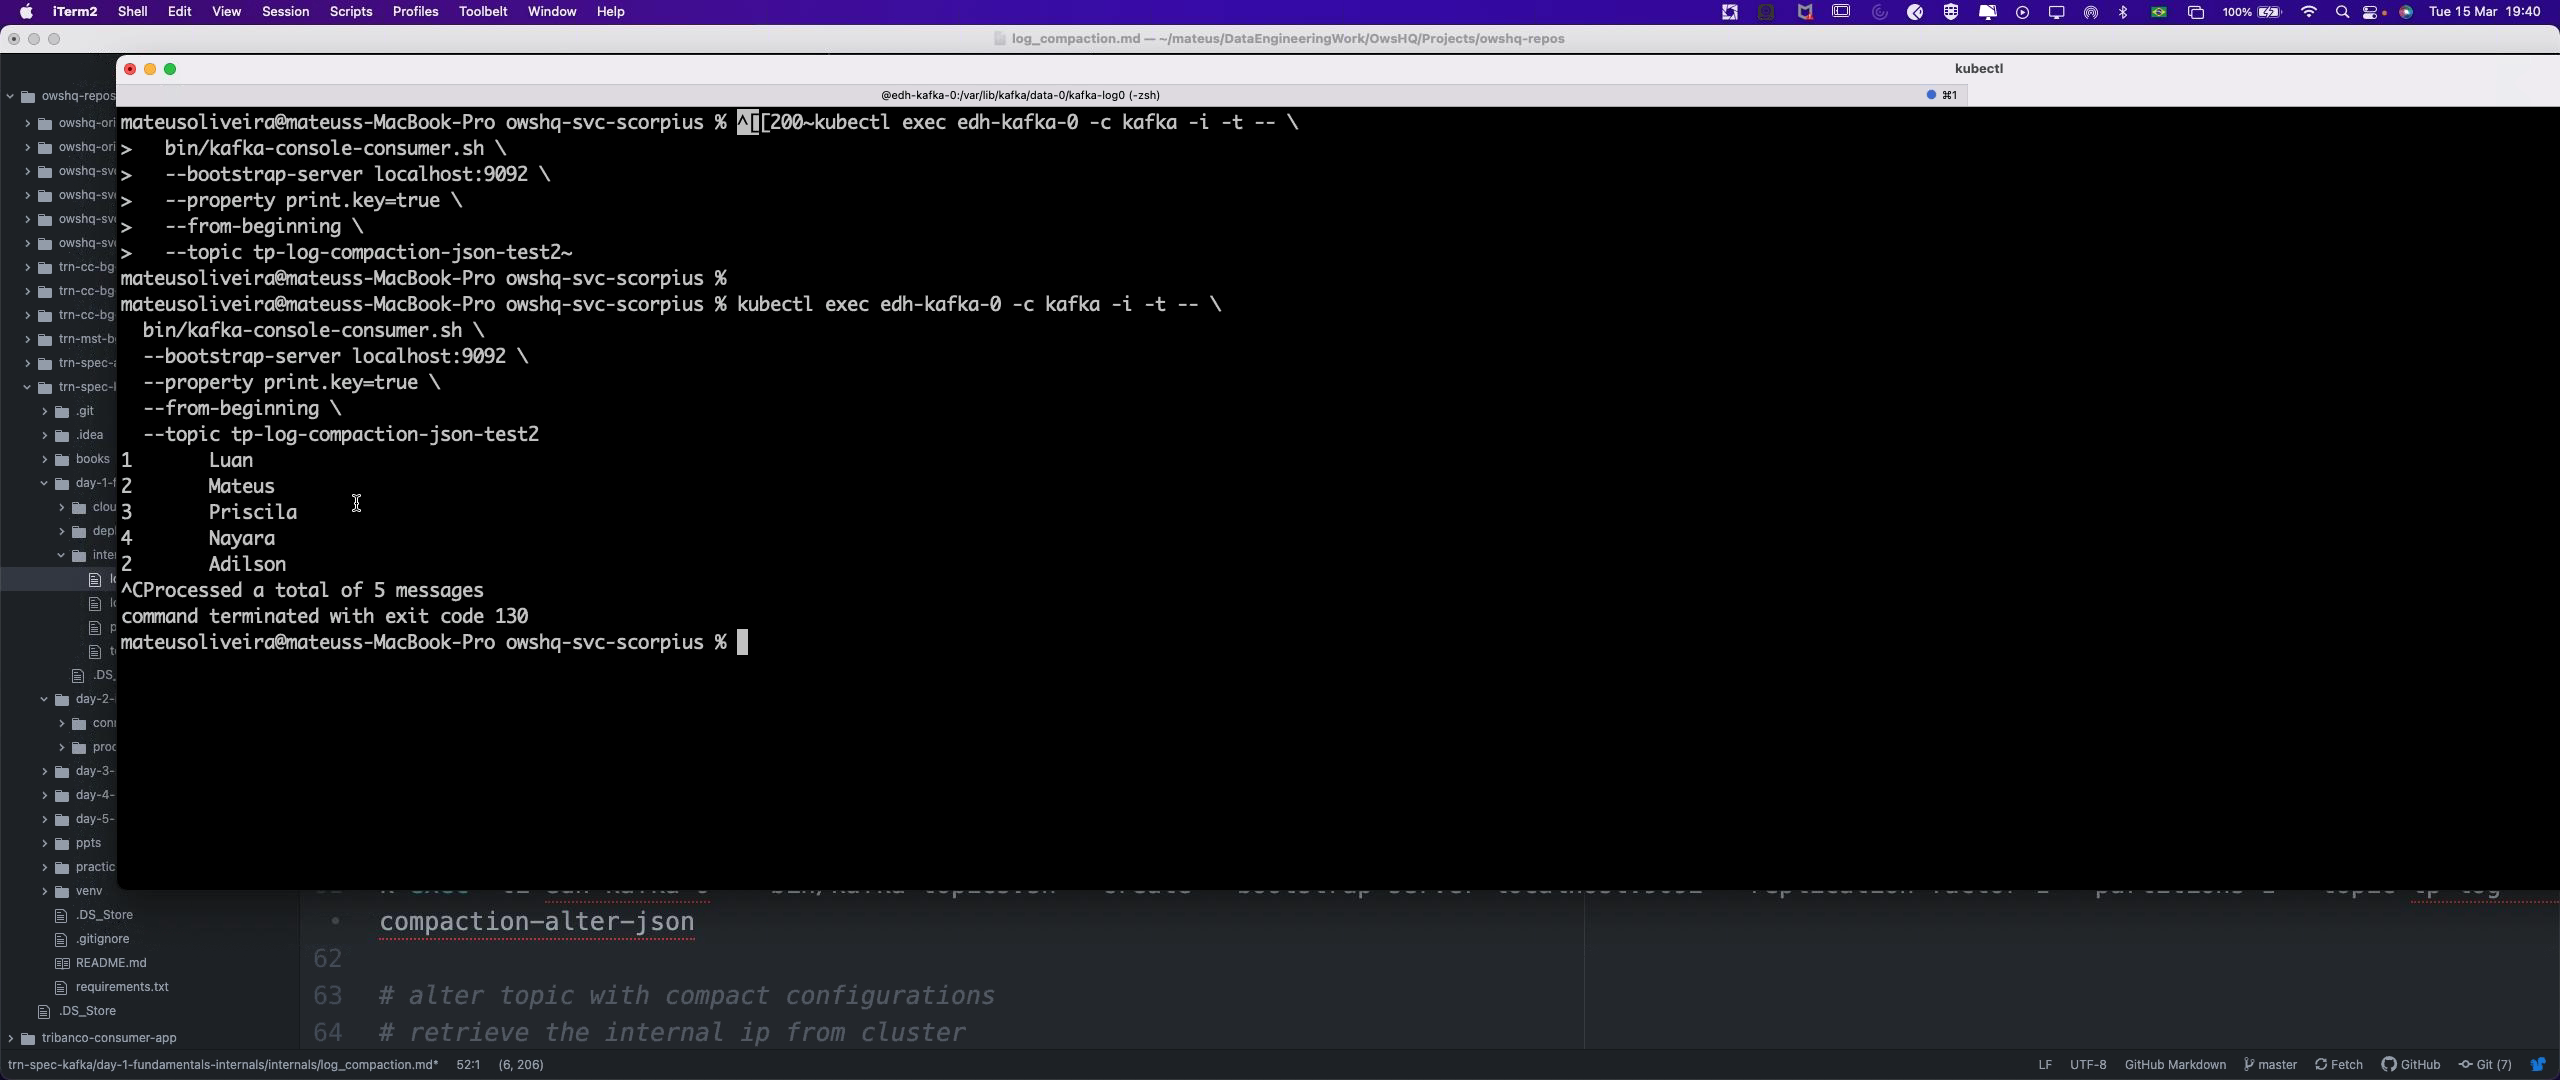 iTerm2 Shell Edit View Session Scripts Profiles Toolbelt Window Help 100% Tue 15 Mar 19:40
log_compaction.md — ~/mateus/DataEngineeringWork/OwsHQ/Projects/owshq-repos
kubectl
@edh-kafka-0:/var/lib/kafka/data-0/kafka-log0 (-zsh) ⌘1
mateusoliveira@mateuss-MacBook-Pro owshq-svc-scorpius % ^[[200~kubectl exec edh-kafka-0 -c kafka -i -t -- \
> bin/kafka-console-consumer.sh \
> --bootstrap-server localhost:9092 \
> --property print.key=true \
> --from-beginning \
> --topic tp-log-compaction-json-test2~
mateusoliveira@mateuss-MacBook-Pro owshq-svc-scorpius %
mateusoliveira@mateuss-MacBook-Pro owshq-svc-scorpius % kubectl exec edh-kafka-0 -c kafka -i -t -- \
bin/kafka-console-consumer.sh \
--bootstrap-server localhost:9092 \
--property print.key=true \
--from-beginning \
--topic tp-log-compaction-json-test2
1 Luan
2 Mateus
3 Priscila
4 Nayara
2 Adilson
^CProcessed a total of 5 messages
command terminated with exit code 130
mateusoliveira@mateuss-MacBook-Pro owshq-svc-scorpius %
owshq-repos
owshq-ori
owshq-ori
owshq-svc
owshq-svc
owshq-svc
owshq-svc
trn-cc-bg
trn-cc-bg
trn-cc-bg
trn-mst-b
trn-spec-
trn-spec-
.git
.idea
books
day-1-f
clou
dep
inte
.DS_
day-2-
con
proc
day-3-
day-4-
day-5-
ppts
practic
venv
.DS_Store
.gitignore
README.md
requirements.txt
.DS_Store
tribanco-consumer-app
compaction-alter-json
62
63 # alter topic with compact configurations
64 # retrieve the internal ip from cluster
trn-spec-kafka/day-1-fundamentals-internals/internals/log_compaction.md* 52:1 (6, 206) LF UTF-8 GitHub Markdown master Fetch GitHub Git (7)